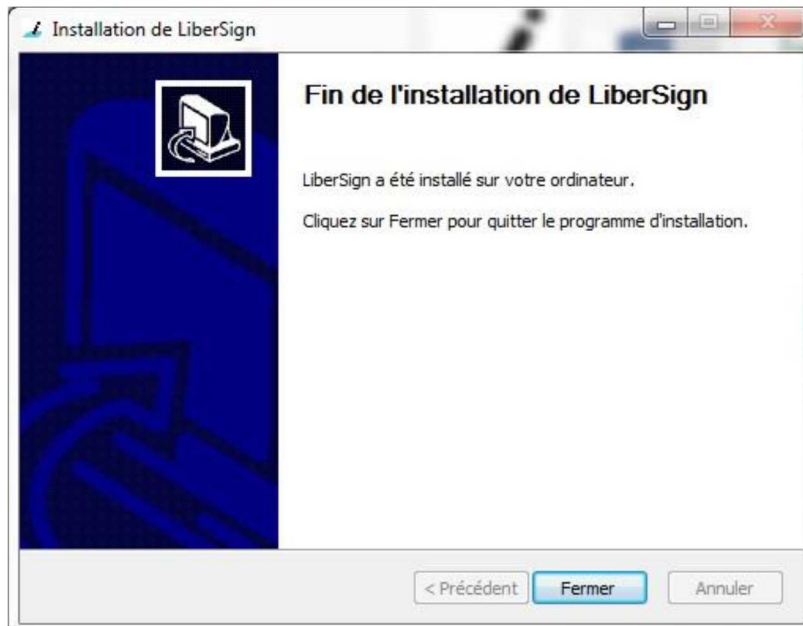 Installation de LiberSign
Fin de l'installation de LiberSign
LiberSign a été installé sur votre ordinateur.
Cliquez sur Fermer pour quitter le programme d'installation.
< Précédent
Fermer
Annuler